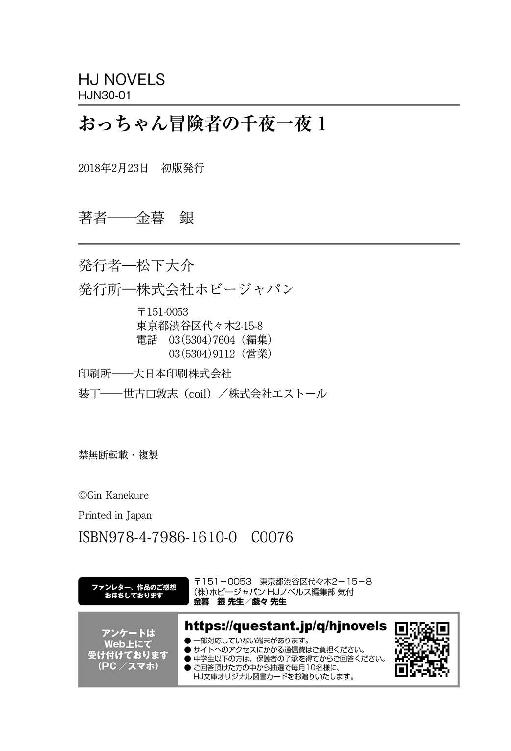 HJ NOVELS
HJN30-01
おっちゃん冒険者の千夜一夜 1
2018年2月23日　初版発行
著者――金暮　銀
発行者―松下大介
発行所―株式会社ホビージャパン
〒151-0053
東京都渋谷区代々木2-15-8
電話　03(5304)7604（編集）
03(5304)9112（営業）
印刷所――大日本印刷株式会社
装丁――世古口敦志（coil）／株式会社エストール
禁無断転載・複製
©Gin Kanekure
Printed in Japan
ISBN978-4-7986-1610-0　C0076
ファンレター、作品のご感想
お待ちしております
〒151－0053　東京都渋谷区代々木2－15－8
(株)ホビージャパン HJノベルス編集部 気付
金暮　銀 先生／戯々 先生
アンケートは
Web上にて
受け付けております
(PC／スマホ)
https://questant.jp/q/hjnovels
● 一部対応していない端末があります。
● サイトへのアクセスにかかる通信費はご負担ください。
● 中学生以下の方は、保護者の了承を得てからご回答ください。
● ご回答頂けた方の中から抽選で毎月10名様に、
HJ文庫オリジナル図書カードをお贈りいたします。